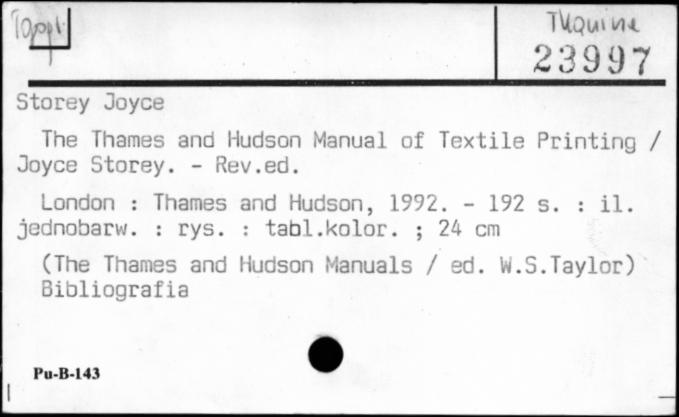 Tkquine
23997
Storey Joyce
The Thames and Hudson Manual of Textile Printing /
Joyce Storey. - Rev.ed.
London : Thames and Hudson, 1992. - 192 s. : il.
jednobarw. : rys. : tabl.kolor. ; 24 cm
(The Thames and Hudson Manuals / ed. W.S.Taylor)
Bibliografia
Pu-B-143